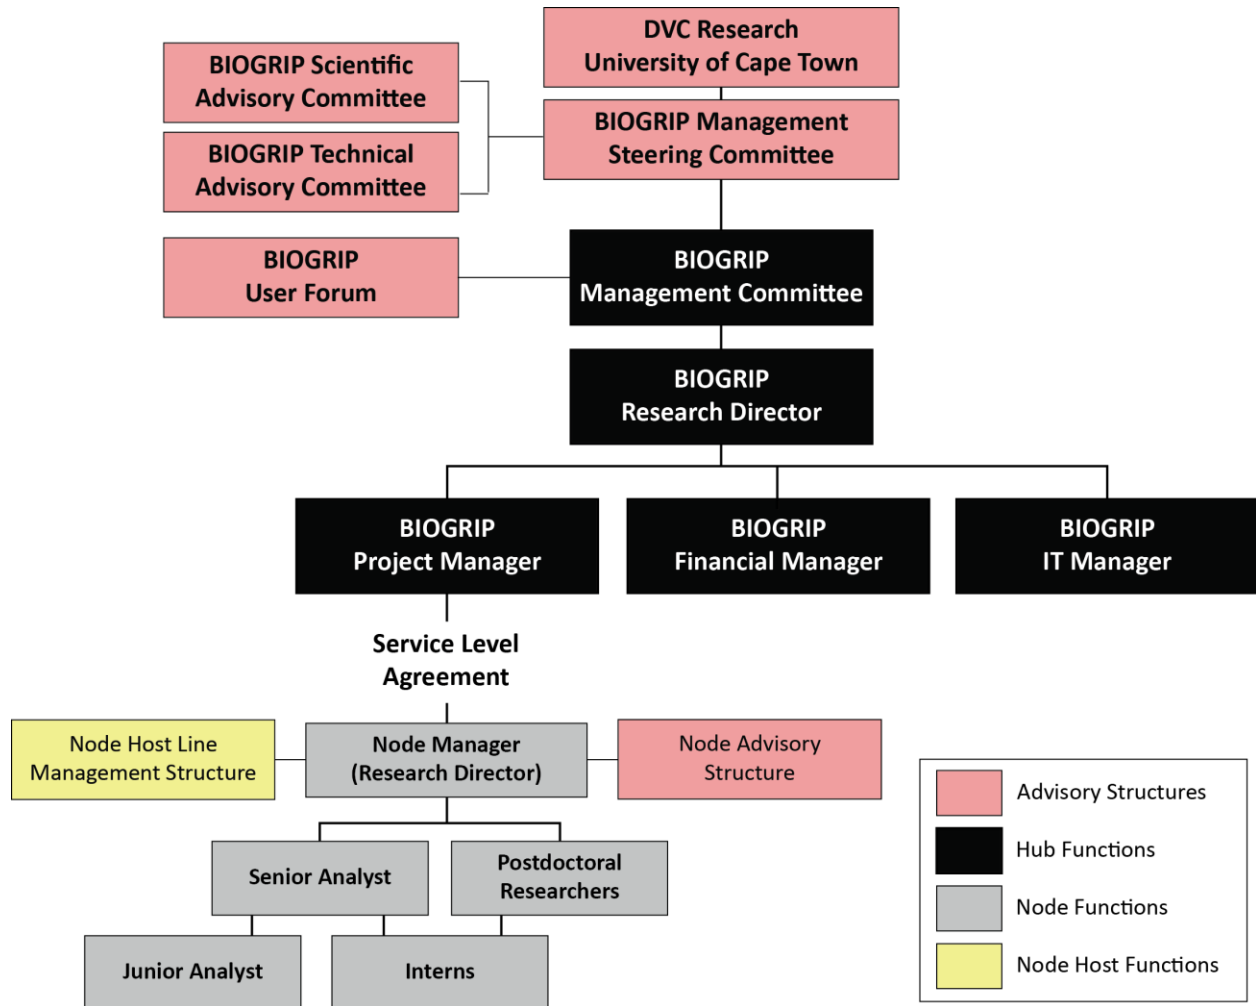 DVC Research
University of Cape Town
BIOGRIP Scientific
Advisory Committee
BIOGRIP Management
Steering Committee
BIOGRIP Technical
Advisory Committee
BIOGRIP
User Forum
BIOGRIP
Management Committee
BIOGRIP
Research Director
BIOGRIP
Project Manager
BIOGRIP
Financial Manager
BIOGRIP
IT Manager
Service Level
Agreement
Node Host Line
Management Structure
Node Manager
(Research Director)
Node Advisory
Structure
Senior Analyst
Postdoctoral
Researchers
Junior Analyst
Interns
Advisory Structures
Hub Functions
Node Functions
Node Host Functions